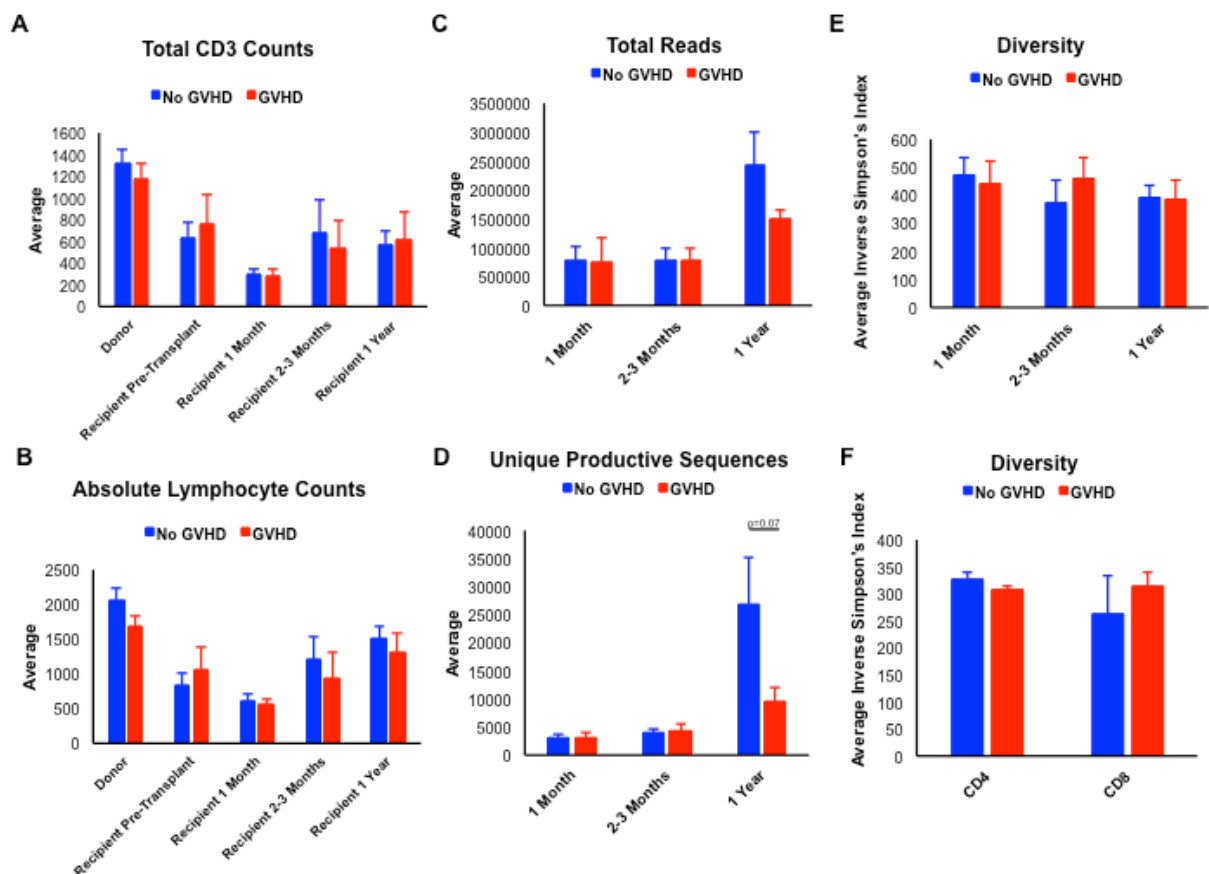 A
Total CD3 Counts
No GVHD GVHD
Average
1600
1400
1200
1000
800
600
400
200
0
Donor
Recipient Pre-Transplant
Recipient 1 Month
Recipient 2-3 Months
Recipient 1 Year
B
Absolute Lymphocyte Counts
No GVHD GVHD
Average
2500
2000
1500
1000
500
0
Donor
Recipient Pre-Transplant
Recipient 1 Month
Recipient 2-3 Months
Recipient 1 Year
C
Total Reads
No GVHD GVHD
Average
3500000
3000000
2500000
2000000
1500000
1000000
500000
0
1 Month
2-3 Months
1 Year
D
Unique Productive Sequences
No GVHD GVHD
Average
40000
35000
30000
25000
20000
15000
10000
5000
0
p=0.07
1 Month
2-3 Months
1 Year
E
Diversity
No GVHD GVHD
Average Inverse Simpson's Index
600
500
400
300
200
100
0
1 Month
2-3 Months
1 Year
F
Diversity
No GVHD GVHD
Average Inverse Simpson's Index
400
350
300
250
200
150
100
50
0
CD4
CD8